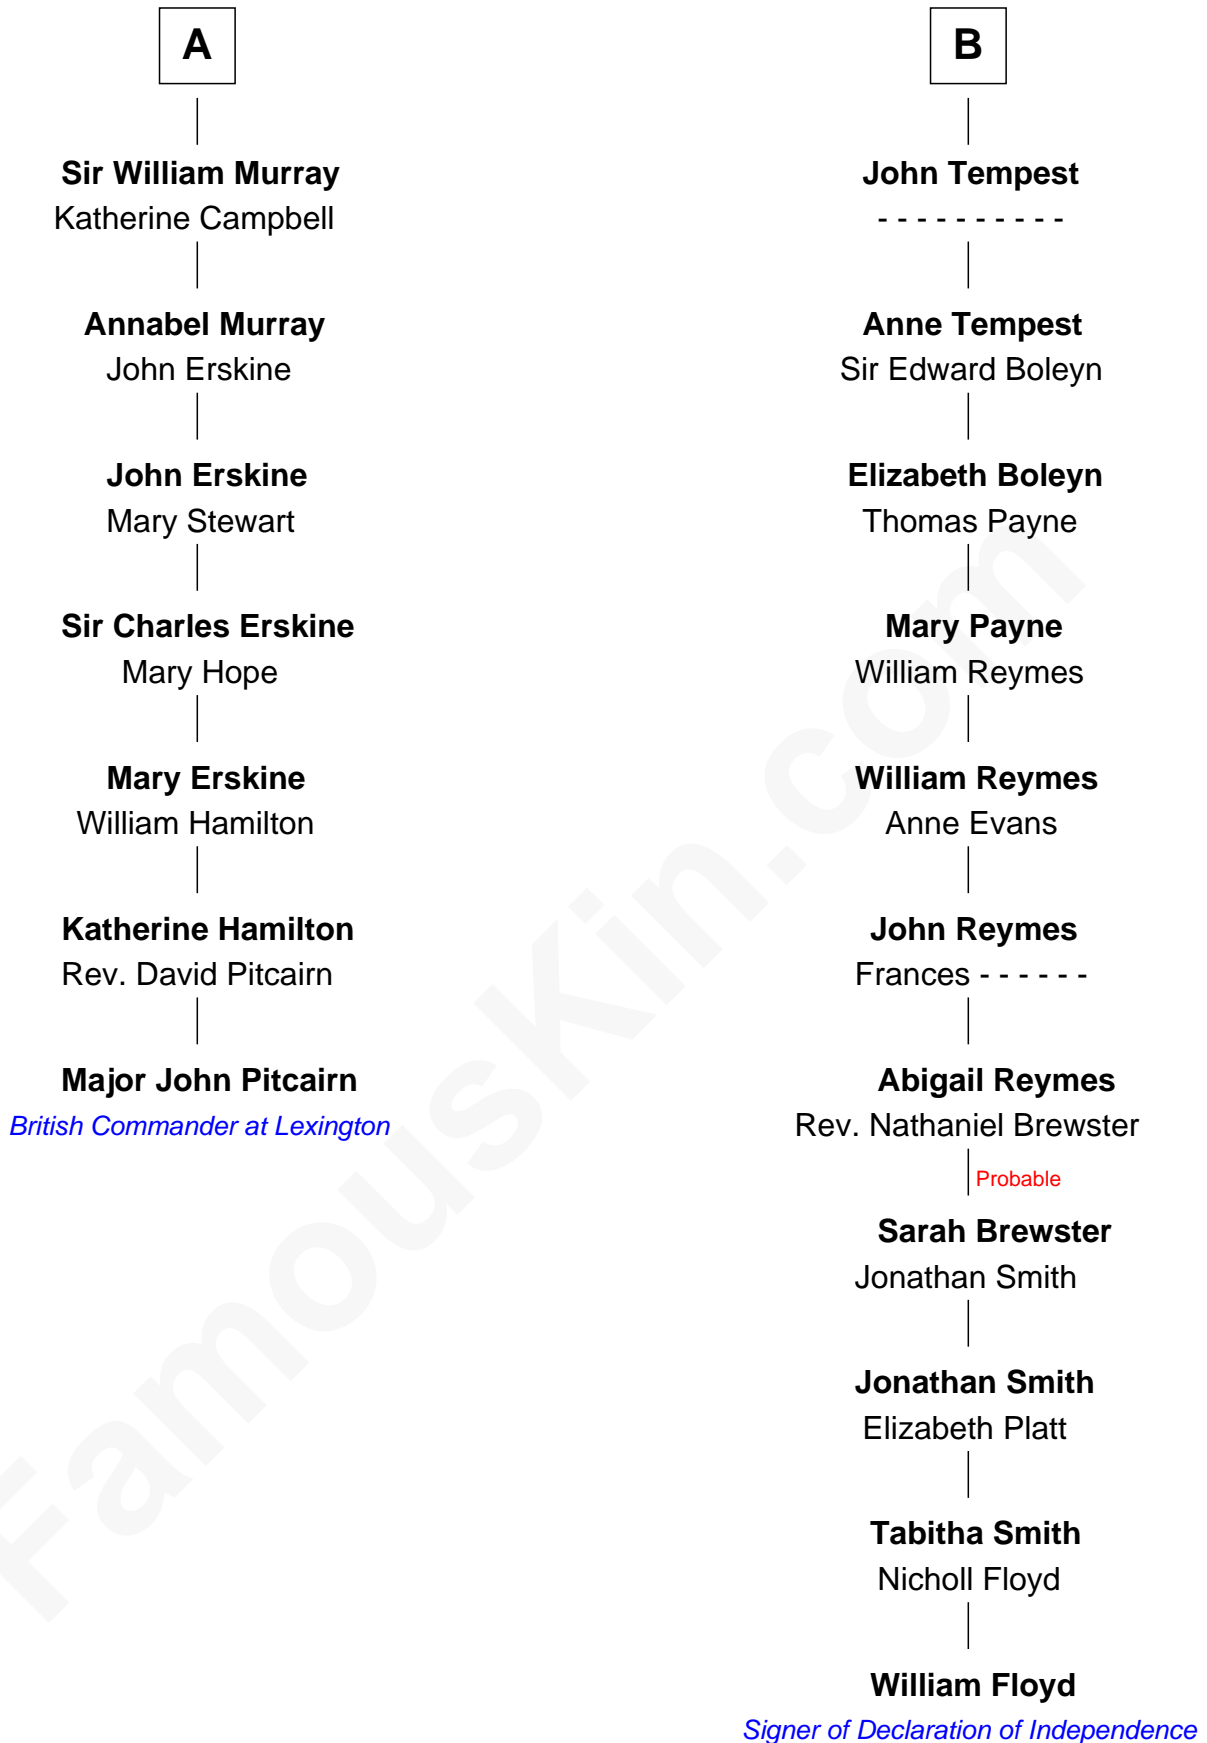 A
Sir William Murray
Katherine Campbell
Annabel Murray
John Erskine
John Erskine
Mary Stewart
Sir Charles Erskine
Mary Hope
Mary Erskine
William Hamilton
Katherine Hamilton
Rev. David Pitcairn
Major John Pitcairn
British Commander at Lexington
B
John Tempest
- - - - - - - - - -
Anne Tempest
Sir Edward Boleyn
Elizabeth Boleyn
Thomas Payne
Mary Payne
William Reymes
William Reymes
Anne Evans
John Reymes
Frances - - - - - -
Abigail Reymes
Rev. Nathaniel Brewster
Probable
Sarah Brewster
Jonathan Smith
Jonathan Smith
Elizabeth Platt
Tabitha Smith
Nicholl Floyd
William Floyd
Signer of Declaration of Independence
FamousKin.com